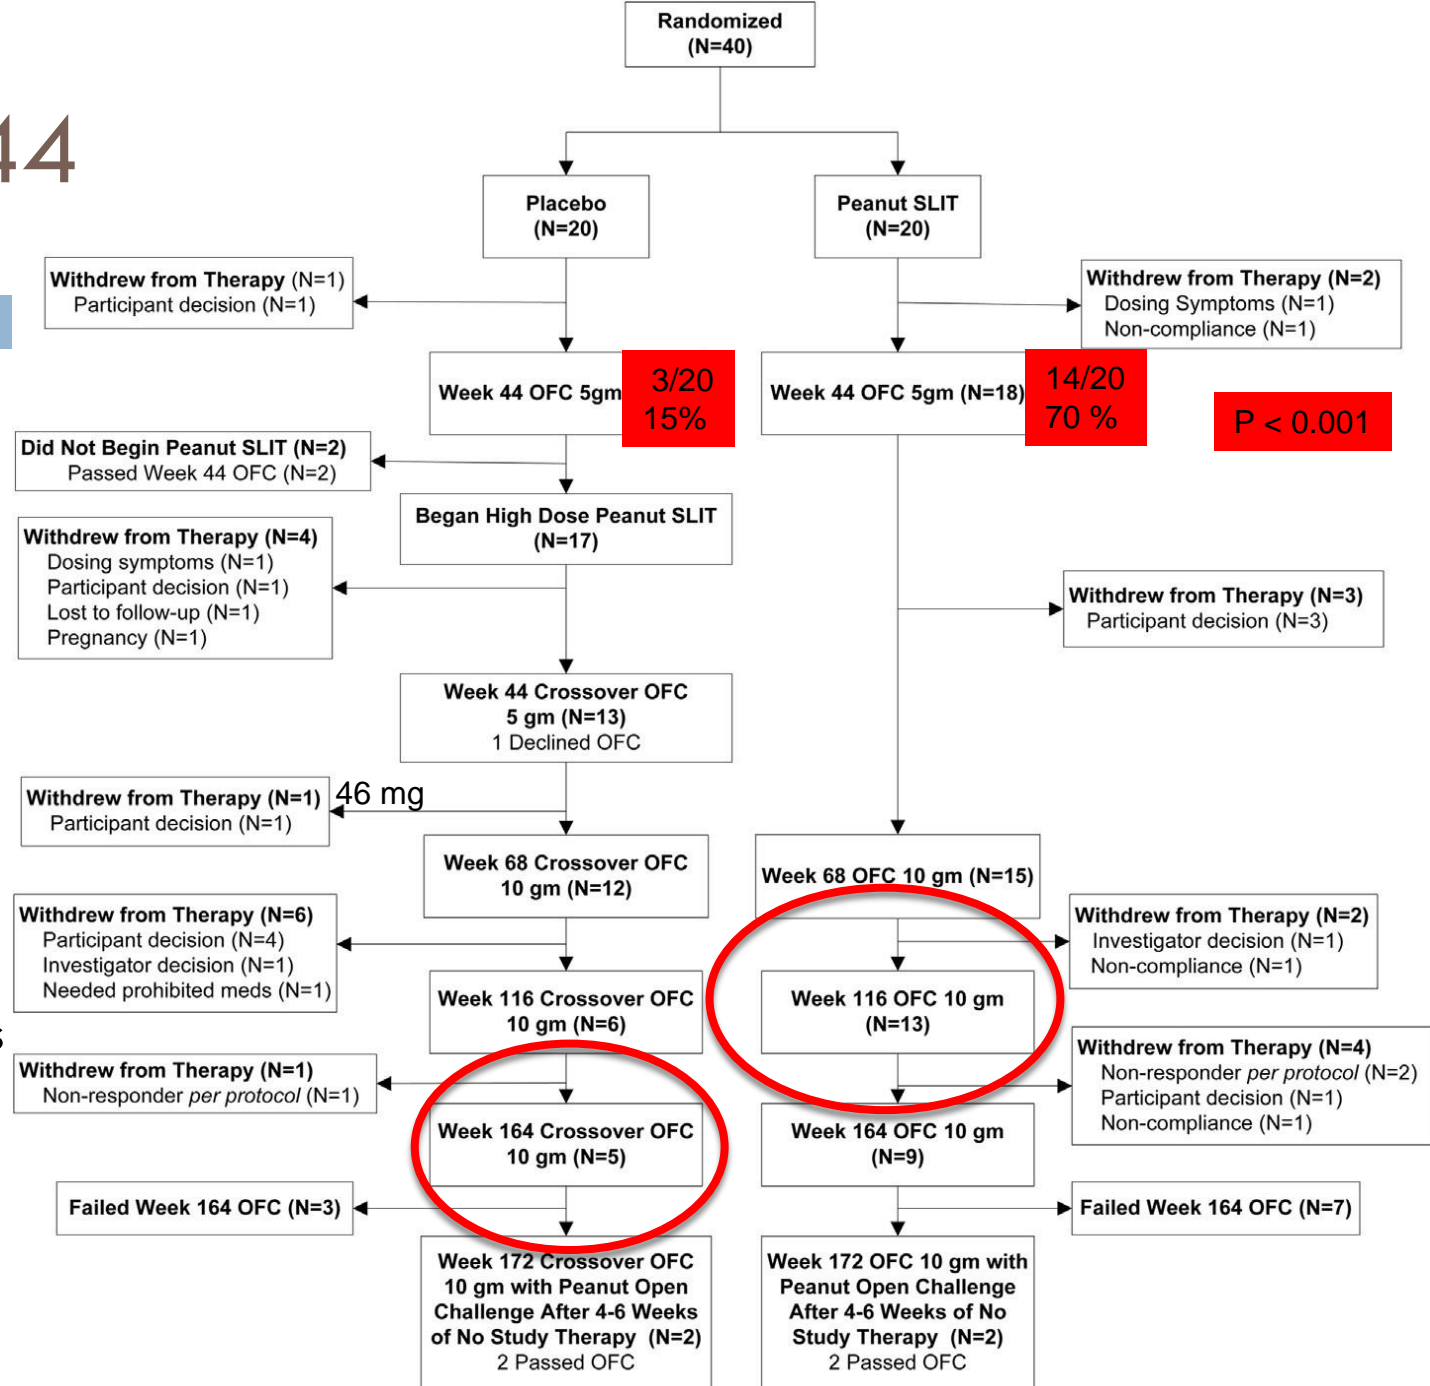 Randomized
(N=40)
44
Placebo
(N=20)
Peanut SLIT
(N=20)
Withdrew from Therapy (N=1)
Participant decision (N=1)
Withdrew from Therapy (N=2)
Dosing Symptoms (N=1)
Non-compliance (N=1)
Week 44 OFC 5gm
3/20
15%
Week 44 OFC 5gm (N=18)
14/20
70 %
P < 0.001
Did Not Begin Peanut SLIT (N=2)
Passed Week 44 OFC (N=2)
Began High Dose Peanut SLIT
(N=17)
Withdrew from Therapy (N=4)
Dosing symptoms (N=1)
Participant decision (N=1)
Lost to follow-up (N=1)
Pregnancy (N=1)
Withdrew from Therapy (N=3)
Participant decision (N=3)
Week 44 Crossover OFC
5 gm (N=13)
1 Declined OFC
Withdrew from Therapy (N=1)
Participant decision (N=1)
46 mg
Week 68 Crossover OFC
10 gm (N=12)
Week 68 OFC 10 gm (N=15)
Withdrew from Therapy (N=6)
Participant decision (N=4)
Investigator decision (N=1)
Needed prohibited meds (N=1)
Withdrew from Therapy (N=2)
Investigator decision (N=1)
Non-compliance (N=1)
Week 116 Crossover OFC
10 gm (N=6)
Week 116 OFC 10 gm
(N=13)
s
Withdrew from Therapy (N=1)
Non-responder per protocol (N=1)
Withdrew from Therapy (N=4)
Non-responder per protocol (N=2)
Participant decision (N=1)
Non-compliance (N=1)
Week 164 Crossover OFC
10 gm (N=5)
Week 164 OFC 10 gm
(N=9)
Failed Week 164 OFC (N=3)
Failed Week 164 OFC (N=7)
Week 172 Crossover OFC
10 gm with Peanut Open
Challenge After 4-6 Weeks
of No Study Therapy (N=2)
2 Passed OFC
Week 172 OFC 10 gm with
Peanut Open Challenge
After 4-6 Weeks of No
Study Therapy (N=2)
2 Passed OFC